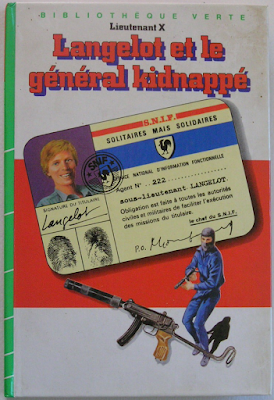 BIBLIOTHÈQUE VERTE
Lieutenant X
Langelot et le
général kidnappé
S.N.I.F.
SOLITAIRES MAIS SOLIDAIRES
SNIF
SERVICE NATIONAL D'INFORMATION FONCTIONNELLE
Agent N° 222
sous-lieutenant LANGELOT
Obligation est faite à toutes les autorités
civiles et militaires de faciliter l'exécution
des missions du titulaire.
le chef du S.N.I.F.
P.O.
SIGNATURE DU TITULAIRE
Langelot